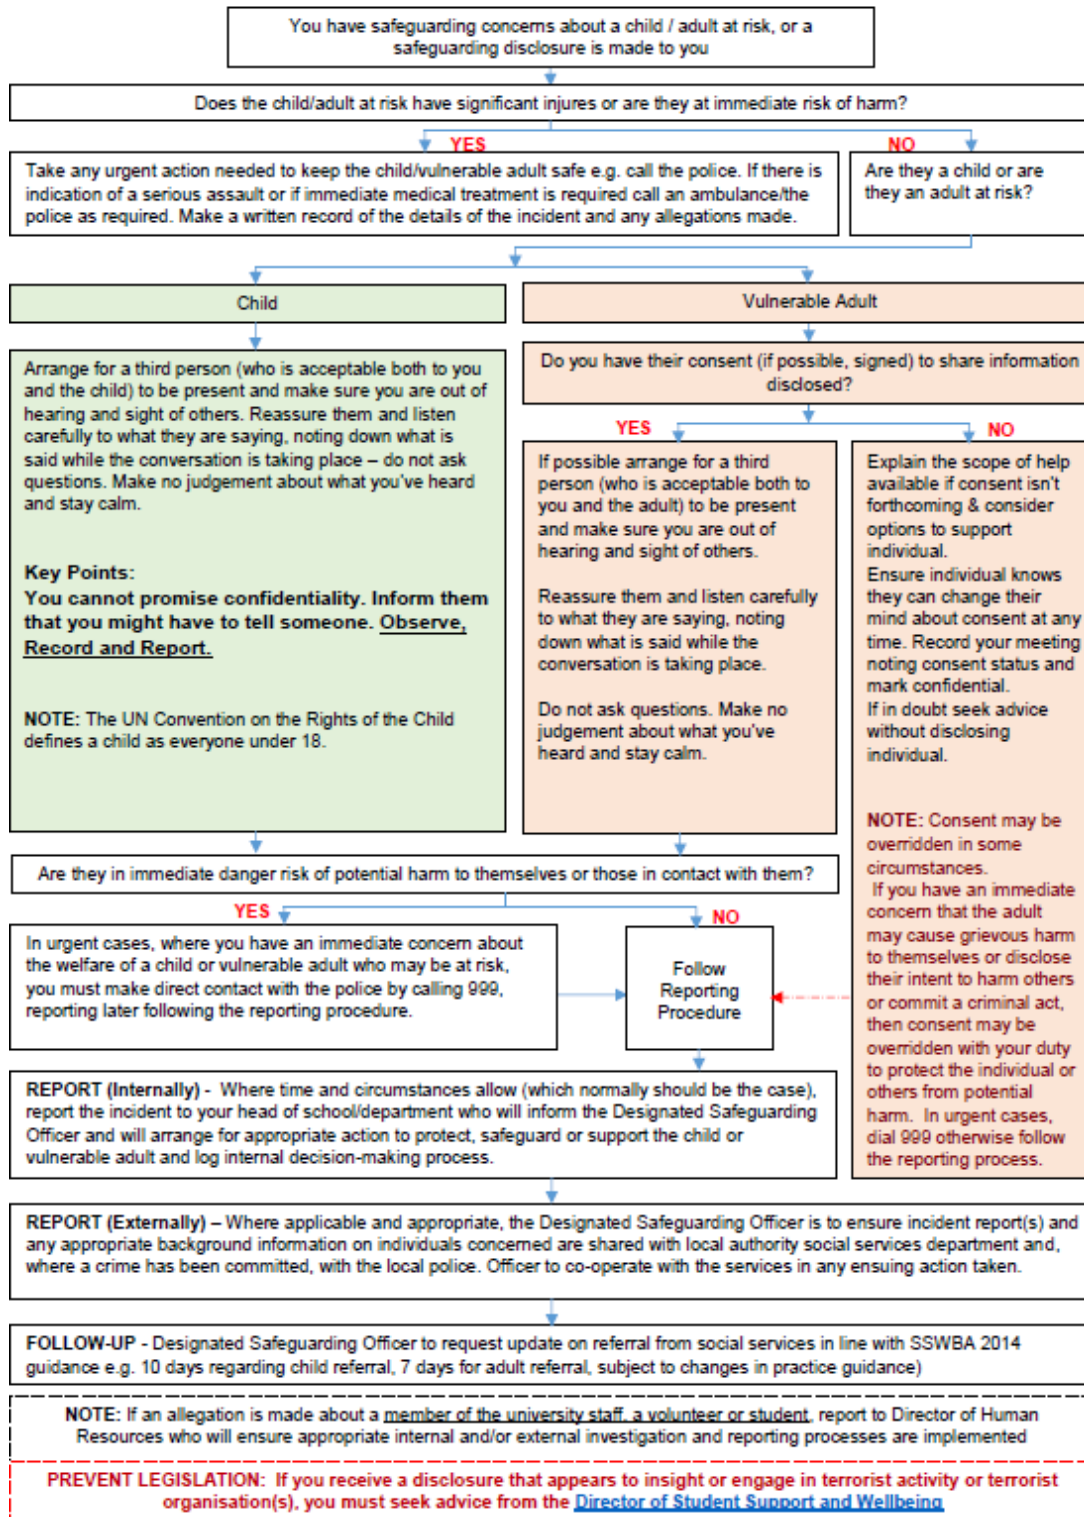 You have safeguarding concerns about a child / adult at risk, or a
safeguarding disclosure is made to you
Does the child/adult at risk have significant injures or are they at immediate risk of harm?
YES
NO
Take any urgent action needed to keep the child/vulnerable adult safe e.g. call the police. If there is
indication of a serious assault or if immediate medical treatment is required call an ambulance/the
police as required. Make a written record of the details of the incident and any allegations made.
Are they a child or are
they an adult at risk?
Child
Vulnerable Adult
Arrange for a third person (who is acceptable both to you
and the child) to be present and make sure you are out of
hearing and sight of others. Reassure them and listen
carefully to what they are saying, noting down what is
said while the conversation is taking place – do not ask
questions. Make no judgement about what you've heard
and stay calm.
Key Points:
You cannot promise confidentiality. Inform them
that you might have to tell someone. Observe,
Record and Report.
NOTE: The UN Convention on the Rights of the Child
defines a child as everyone under 18.
Do you have their consent (if possible, signed) to share information
disclosed?
YES
NO
If possible arrange for a third
person (who is acceptable both to
you and the adult) to be present
and make sure you are out of
hearing and sight of others.
Reassure them and listen carefully
to what they are saying, noting
down what is said while the
conversation is taking place.
Do not ask questions. Make no
judgement about what you've
heard and stay calm.
Explain the scope of help
available if consent isn't
forthcoming & consider
options to support
individual.
Ensure individual knows
they can change their
mind about consent at any
time. Record your meeting
noting consent status and
mark confidential.
If in doubt seek advice
without disclosing
individual.
NOTE: Consent may be
overridden in some
circumstances.
If you have an immediate
concern that the adult
may cause grievous harm
to themselves or disclose
their intent to harm others
or commit a criminal act,
then consent may be
overridden with your duty
to protect the individual or
others from potential
harm. In urgent cases,
dial 999 otherwise follow
the reporting process.
Are they in immediate danger risk of potential harm to themselves or those in contact with them?
YES
NO
In urgent cases, where you have an immediate concern about
the welfare of a child or vulnerable adult who may be at risk,
you must make direct contact with the police by calling 999,
reporting later following the reporting procedure.
Follow
Reporting
Procedure
REPORT (Internally) - Where time and circumstances allow (which normally should be the case),
report the incident to your head of school/department who will inform the Designated Safeguarding
Officer and will arrange for appropriate action to protect, safeguard or support the child or
vulnerable adult and log internal decision-making process.
REPORT (Externally) – Where applicable and appropriate, the Designated Safeguarding Officer is to ensure incident report(s) and
any appropriate background information on individuals concerned are shared with local authority social services department and,
where a crime has been committed, with the local police. Officer to co-operate with the services in any ensuing action taken.
FOLLOW-UP - Designated Safeguarding Officer to request update on referral from social services in line with SSWBA 2014
guidance e.g. 10 days regarding child referral, 7 days for adult referral, subject to changes in practice guidance)
NOTE: If an allegation is made about a member of the university staff, a volunteer or student, report to Director of Human
Resources who will ensure appropriate internal and/or external investigation and reporting processes are implemented
PREVENT LEGISLATION: If you receive a disclosure that appears to insight or engage in terrorist activity or terrorist
organisation(s), you must seek advice from the Director of Student Support and Wellbeing